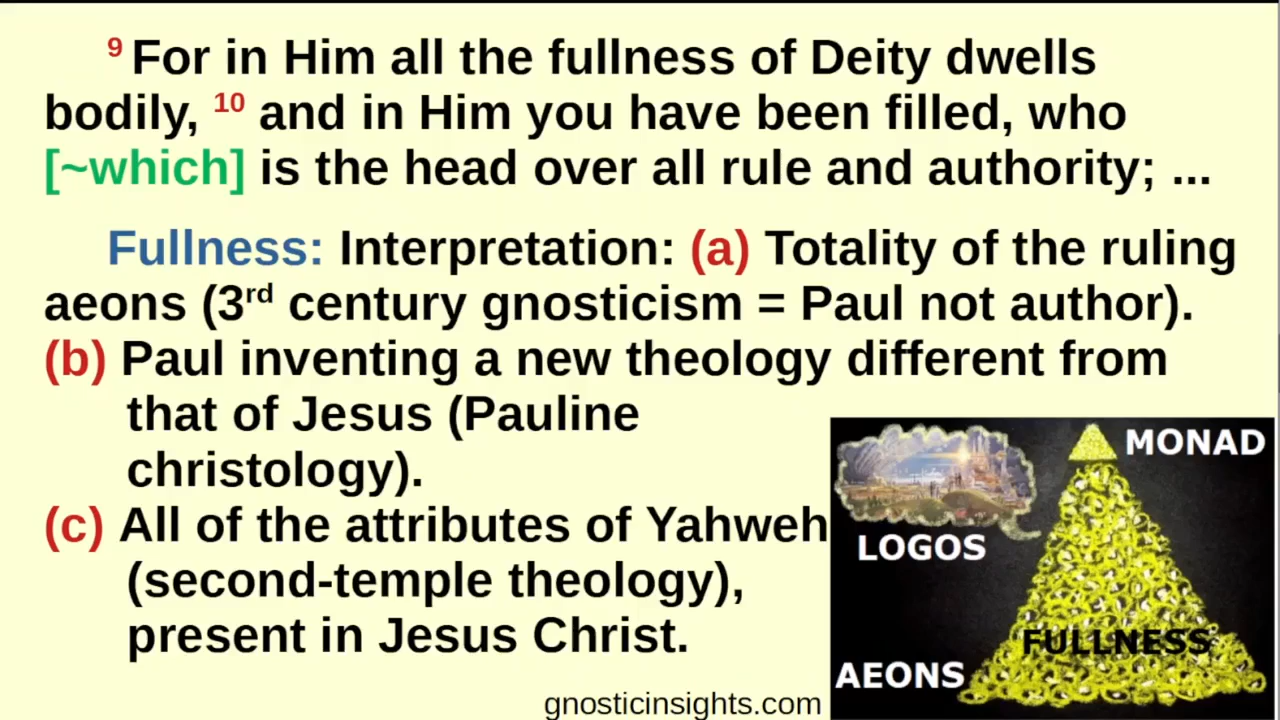 9 For in Him all the fullness of Deity dwells
bodily, 10 and in Him you have been filled, who
[~which] is the head over all rule and authority; ...
Fullness: Interpretation: (a) Totality of the ruling
aeons (3rd century gnosticism = Paul not author).
(b) Paul inventing a new theology different from
that of Jesus (Pauline
christology).
(c) All of the attributes of Yahweh
(second-temple theology),
present in Jesus Christ.
MONAD
LOGOS
FULLNESS
AEONS
gnosticinsights.com